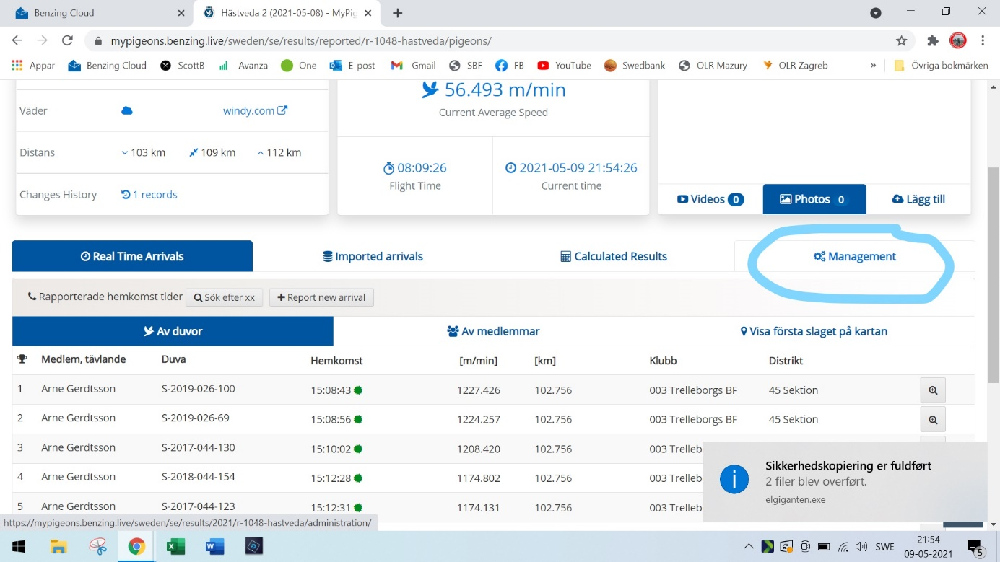 Benzing Cloud
Hästveda 2 (2021-05-08) - MyPig
mypigeons.benzing.live/sweden/se/results/reported/r-1048-hastveda/pigeons/
Appar Benzing Cloud ScottB Avanza One E-post Gmail SBF FB YouTube Swedbank OLR Mazury OLR Zagreb » Övriga bokmärken
Väder windy.com
Distans 103 km 109 km 112 km
Changes History 1 records
56.493 m/min
Current Average Speed
08:09:26
Flight Time
2021-05-09 21:54:26
Current time
Videos 0 Photos 0 Lägg till
Real Time Arrivals Imported arrivals Calculated Results Management
Rapporterade hemkomst tider Sök efter xx Report new arrival
Av duvor Av medlemmar Visa första slaget på kartan
Medlem, tävlande Duva Hemkomst [m/min] [km] Klubb Distrikt
1 Arne Gerdtsson S-2019-026-100 15:08:43 1227.426 102.756 003 Trelleborgs BF 45 Sektion
2 Arne Gerdtsson S-2019-026-69 15:08:56 1224.257 102.756 003 Trelleborgs BF 45 Sektion
3 Arne Gerdtsson S-2017-044-130 15:10:02 1208.420 102.756 003 Trellebo
4 Arne Gerdtsson S-2018-044-154 15:12:28 1174.802 102.756 003 Trelleb
5 Arne Gerdtsson S-2017-044-123 15:12:31 1174.131 102.756 003 Trelleb
Sikkerhedskopiering er fuldført
2 filer blev overført.
elgiganten.exe
https://mypigeons.benzing.live/sweden/se/results/2021/r-1048-hastveda/administration/
SWE
21:54
09-05-2021
5